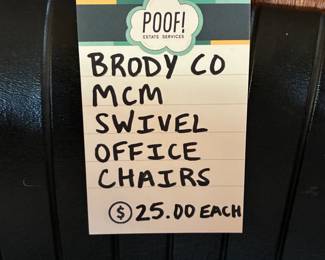 POOF!
ESTATE SERVICES
BRODY CO
MCM
SWIVEL
OFFICE
CHAIRS
$ 25.00 EACH